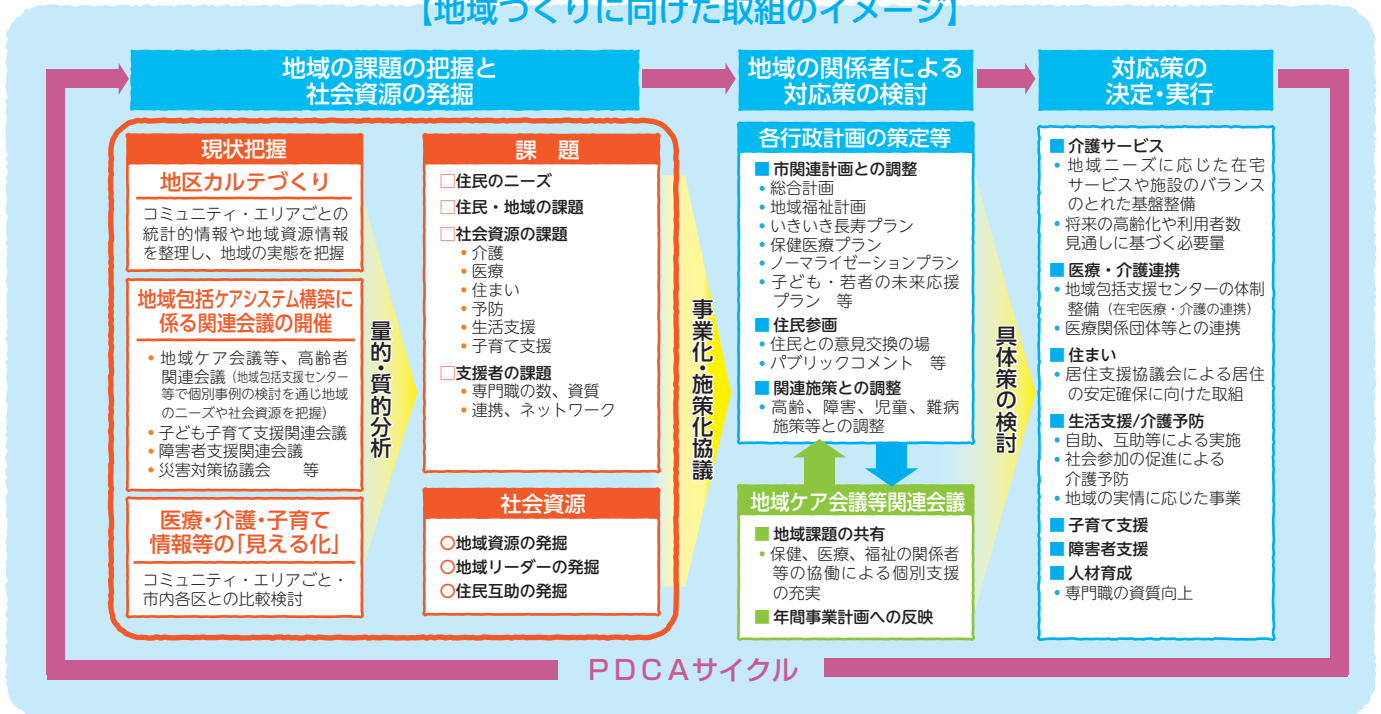 【地域づくりに向けた取組のイメージ】
地域の課題の把握と
社会資源の発掘
現状把握
地区カルテづくり
コミュニティ・エリアごとの
統計的情報や地域資源情報
を整理し、地域の実態を把握
地域包括ケアシステム構築に
係る関連会議の開催
• 地域ケア会議等、高齢者
関連会議（地域包括支援センター
等で個別事例の検討を通じ地域
のニーズや社会資源を把握）
• 子ども子育て支援関連会議
• 障害者支援関連会議
• 災害対策協議会　等
医療・介護・子育て
情報等の「見える化」
コミュニティ・エリアごと・
市内各区との比較検討
量的・質的分析
課　題
□住民のニーズ
□住民・地域の課題
□社会資源の課題
• 介護
• 医療
• 住まい
• 予防
• 生活支援
• 子育て支援
□支援者の課題
• 専門職の数、資質
• 連携、ネットワーク
社会資源
○地域資源の発掘
○地域リーダーの発掘
○住民互助の発掘
事業化・施策化協議
地域の関係者による
対応策の検討
各行政計画の策定等
■ 市関連計画との調整
• 総合計画
• 地域福祉計画
• いきいき長寿プラン
• 保健医療プラン
• ノーマライゼーションプラン
• 子ども・若者の未来応援
プラン　等
■ 住民参画
• 住民との意見交換の場
• パブリックコメント　等
■ 関連施策との調整
• 高齢、障害、児童、難病
施策等との調整
地域ケア会議等関連会議
■ 地域課題の共有
• 保健、医療、福祉の関係者
等の協働による個別支援
の充実
■ 年間事業計画への反映
具体策の検討
対応策の
決定・実行
■ 介護サービス
• 地域ニーズに応じた在宅
サービスや施設のバランス
のとれた基盤整備
• 将来の高齢化や利用者数
見通しに基づく必要量
■ 医療・介護連携
• 地域包括支援センターの体制
整備（在宅医療・介護の連携）
• 医療関係団体等との連携
■ 住まい
• 居住支援協議会による居住
の安定確保に向けた取組
■ 生活支援/介護予防
• 自助、互助等による実施
• 社会参加の促進による
介護予防
• 地域の実情に応じた事業
■ 子育て支援
■ 障害者支援
■ 人材育成
• 専門職の資質向上
PDCAサイクル